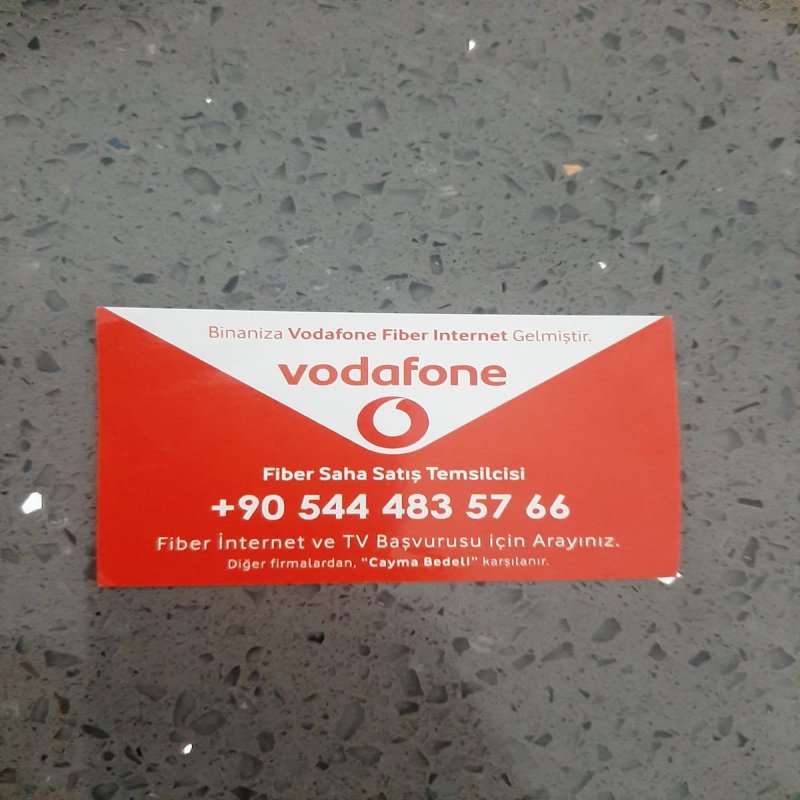 Binaniza Vodafone Fiber Internet Gelmiştir.
vodafone
Fiber Saha Satış Temsilcisi
+90 544 483 57 66
Fiber İnternet ve TV Başvurusu için Arayınız.
Diğer firmalardan, "Cayma Bedeli" karşılanır.